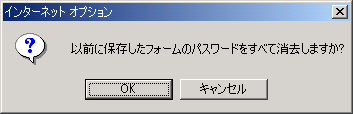 インターネット オプション
以前に保存したフォームのパスワードをすべて消去しますか?
OK
キャンセル